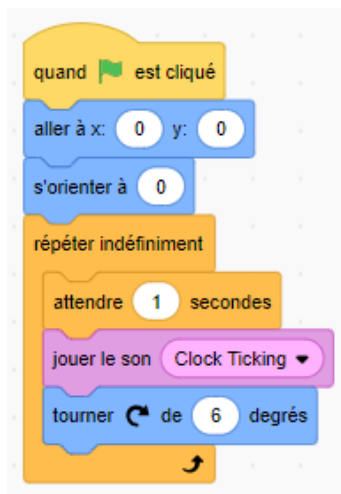 quand est cliqué
aller à x: 0 y: 0
s'orienter à 0
répéter indéfiniment
attendre 1 secondes
jouer le son Clock Ticking
tourner de 6 degrés